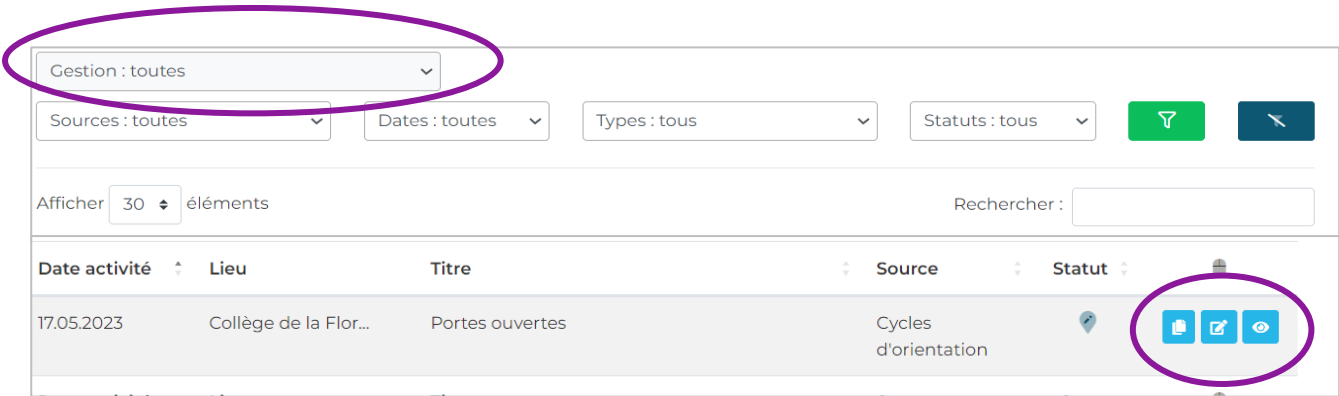 Gestion : toutes
Sources : toutes Dates : toutes Types : tous Statuts : tous
Afficher 30 éléments Rechercher :
Date activité Lieu Titre Source Statut
17.05.2023 Collège de la Flor... Portes ouvertes Cycles
d'orientation